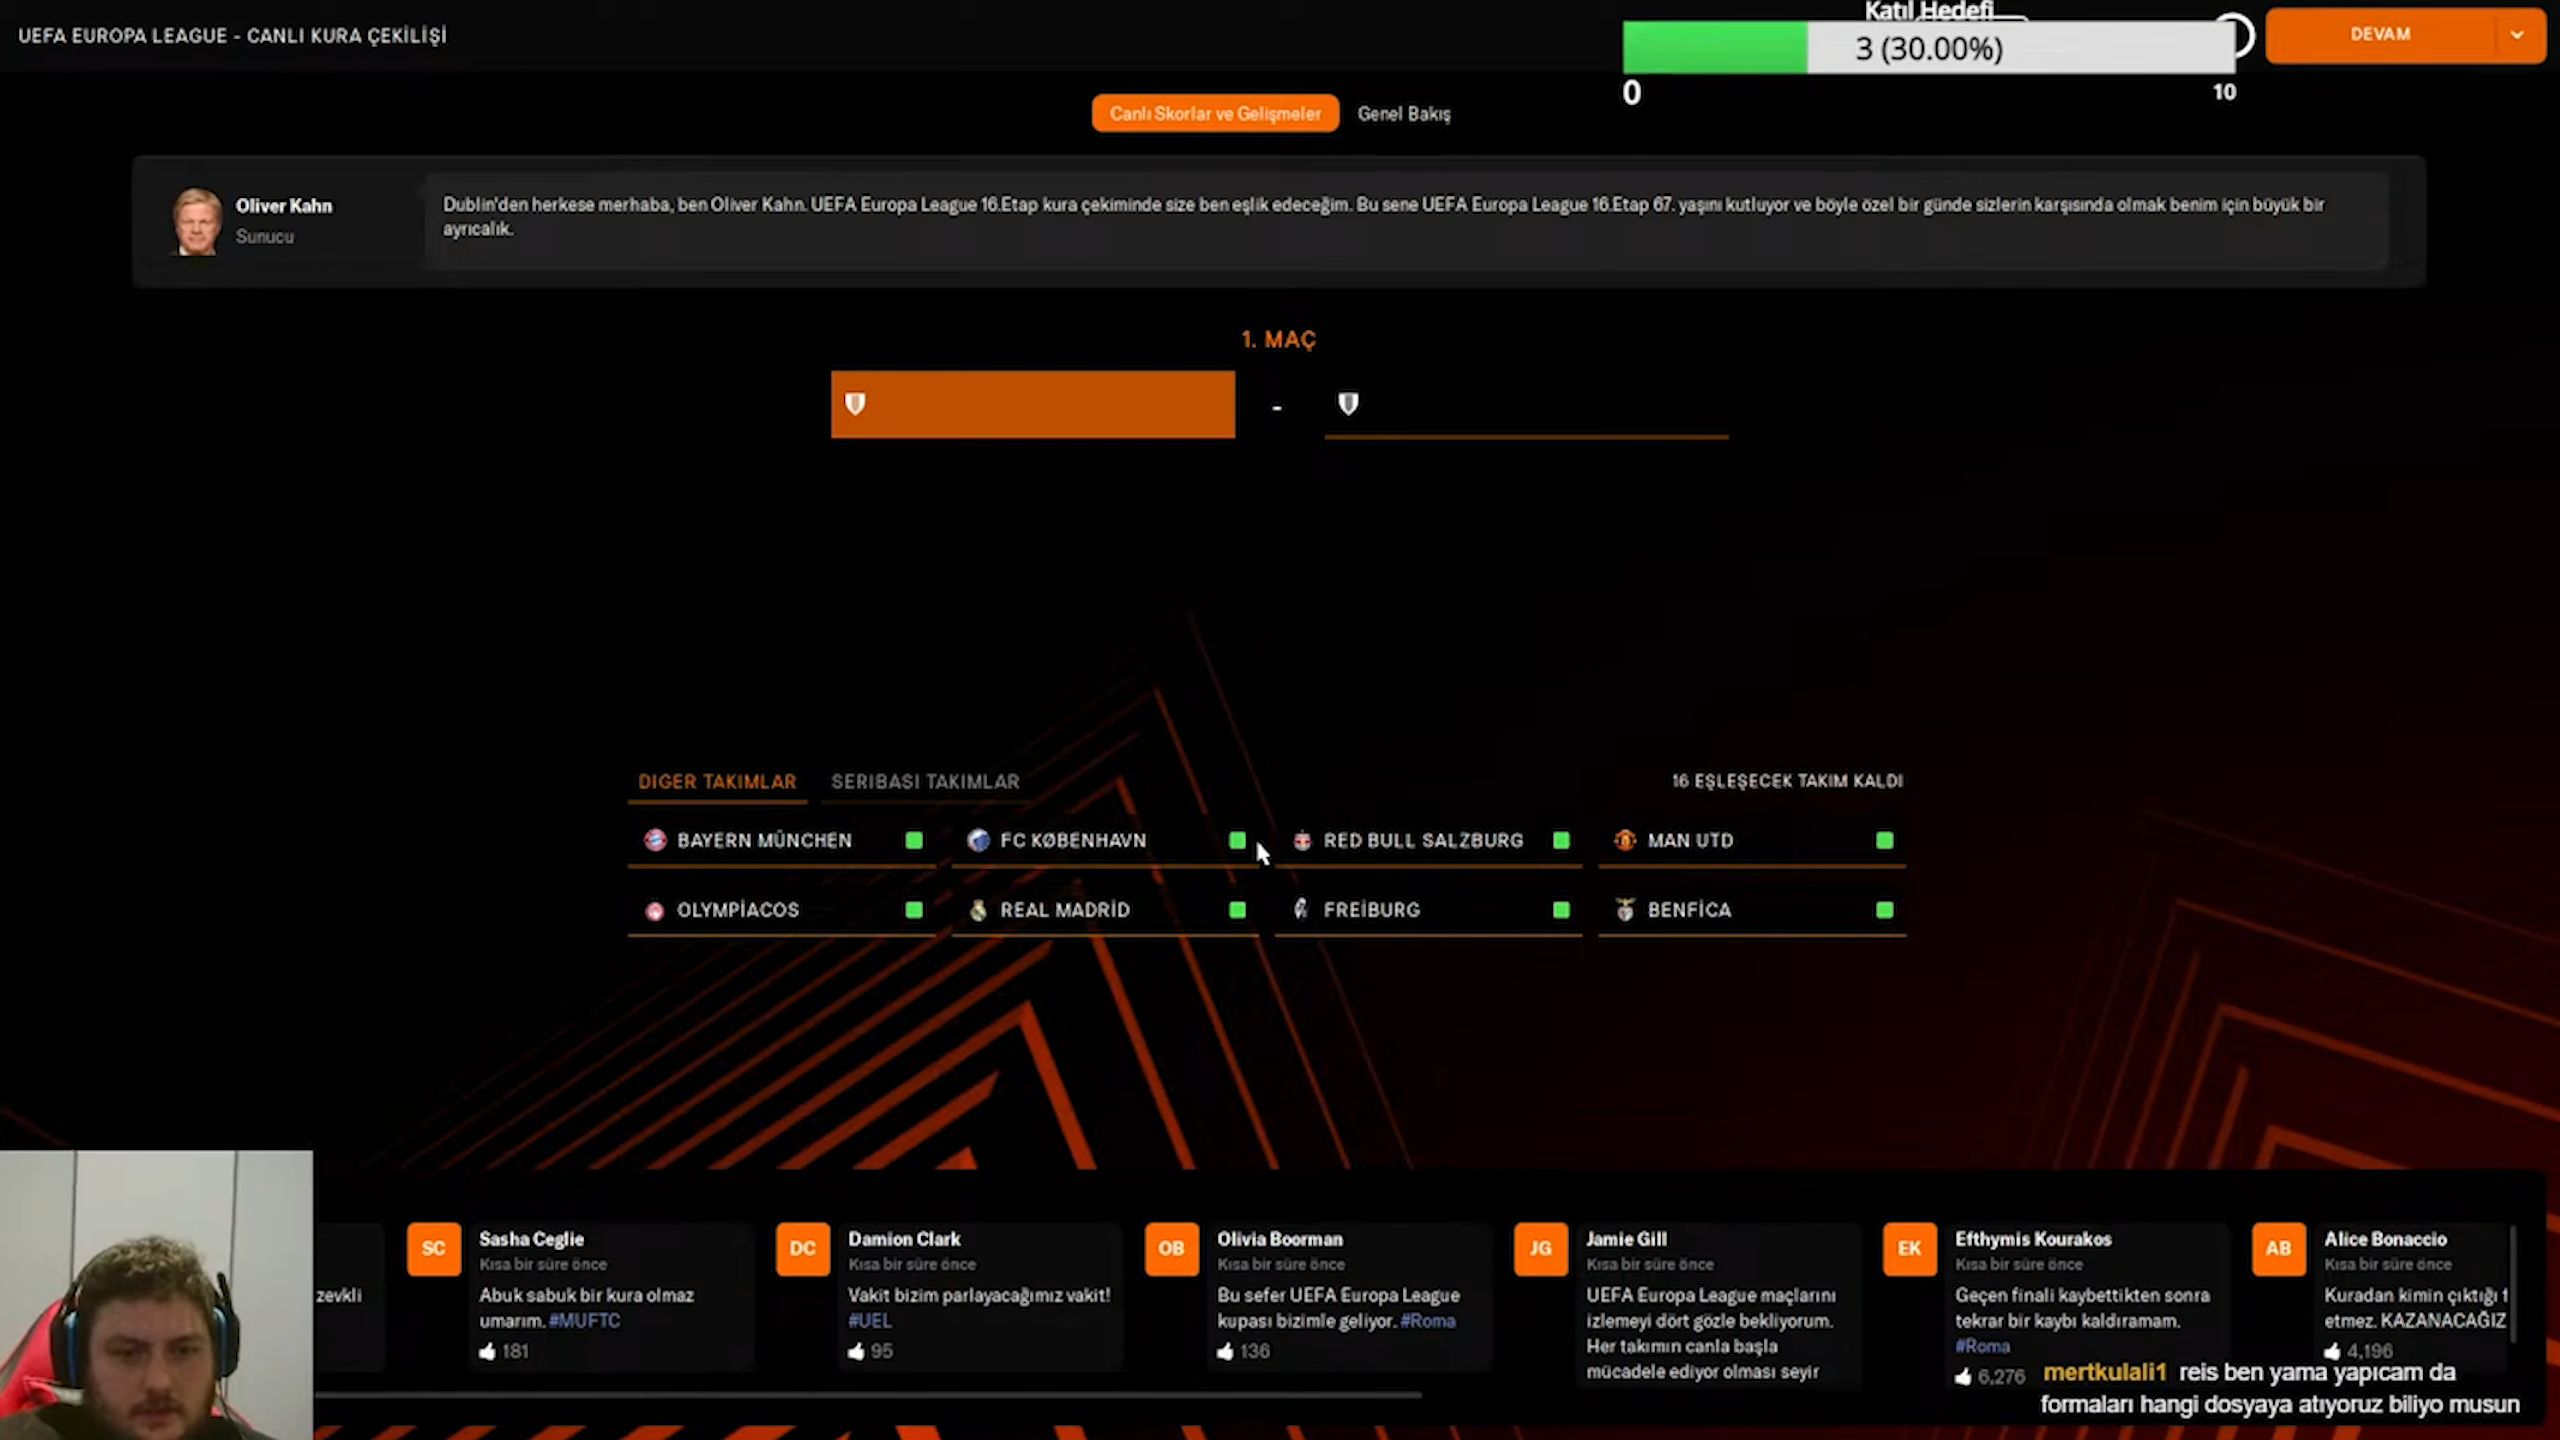 UEFA EUROPA LEAGUE - CANLI KURA ÇEKİLİŞİ
Katıl Hedefi
3 (30.00%)
0
10
DEVAM
Canlı Skorlar ve Gelişmeler
Genel Bakış
Oliver Kahn
Sunucu
Dublin'den herkese merhaba, ben Oliver Kahn. UEFA Europa League 16.Etap kura çekiminde size ben eşlik edeceğim. Bu sene UEFA Europa League 16.Etap 67. yaşını kutluyor ve böyle özel bir günde sizlerin karşısında olmak benim için büyük bir
ayrıcalık.
1. MAÇ
-
DIGER TAKIMLAR
SERIBASI TAKIMLAR
16 EŞLEŞECEK TAKIM KALDI
BAYERN MÜNCHEN
FC KØBENHAVN
RED BULL SALZBURG
MAN UTD
OLYMPİACOS
REAL MADRİD
FREİBURG
BENFİCA
zevkli
SC
Sasha Ceglie
Kısa bir süre önce
Abuk sabuk bir kura olmaz
umarım. #MUFTC
181
DC
Damion Clark
Kısa bir süre önce
Vakit bizim parlayacağımız vakit!
#UEL
95
OB
Olivia Boorman
Kısa bir süre önce
Bu sefer UEFA Europa League
kupası bizimle geliyor. #Roma
136
JG
Jamie Gill
Kısa bir süre önce
UEFA Europa League maçlarını
izlemeyi dört gözle bekliyorum.
Her takımın canla başla
mücadele ediyor olması seyir
EK
Efthymis Kourakos
Kısa bir süre önce
Geçen finali kaybettikten sonra
tekrar bir kaybı kaldıramam.
#Roma
6,276
AB
Alice Bonaccio
Kısa bir süre önce
Kuradan kimin çıktığı
etmez. KAZANACAĞIZ
4,196
mertkulali1 reis ben yama yapıcam da
formaları hangi dosyaya atıyoruz biliyo musun